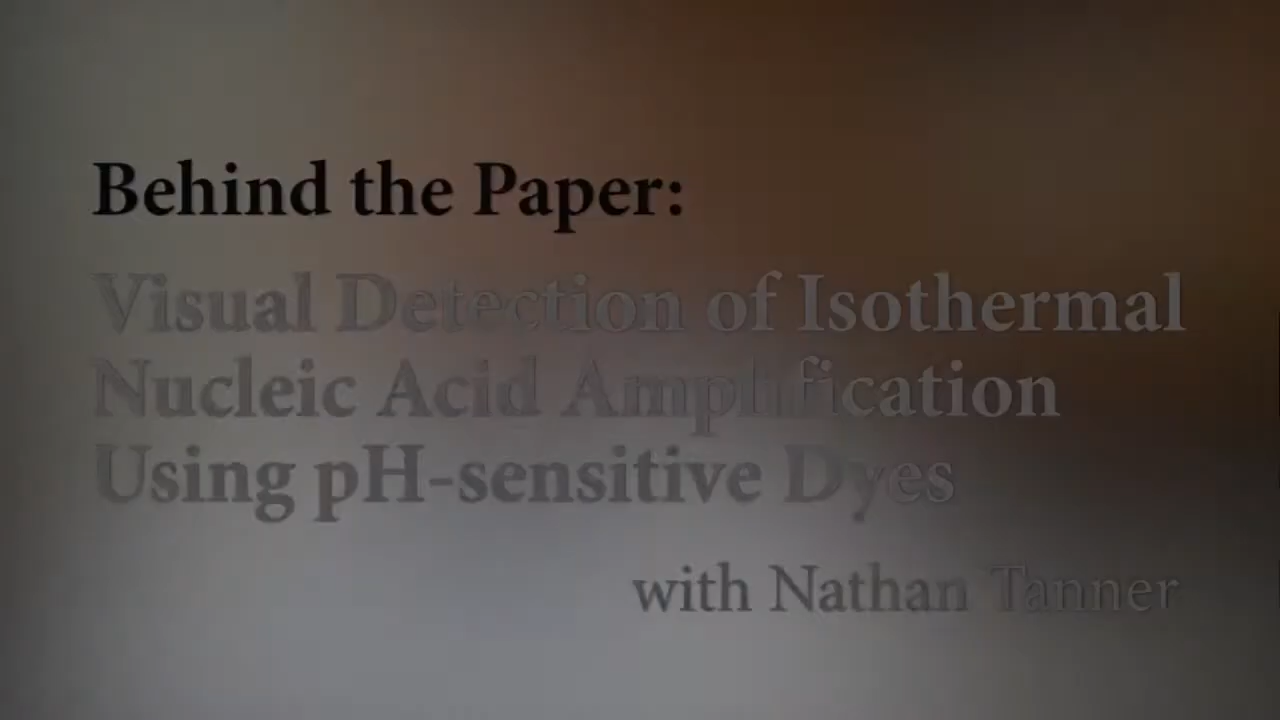 Behind the Paper:
Visual Detection of Isothermal
Nucleic Acid Amplification
Using pH-sensitive Dyes
with Nathan Tanner